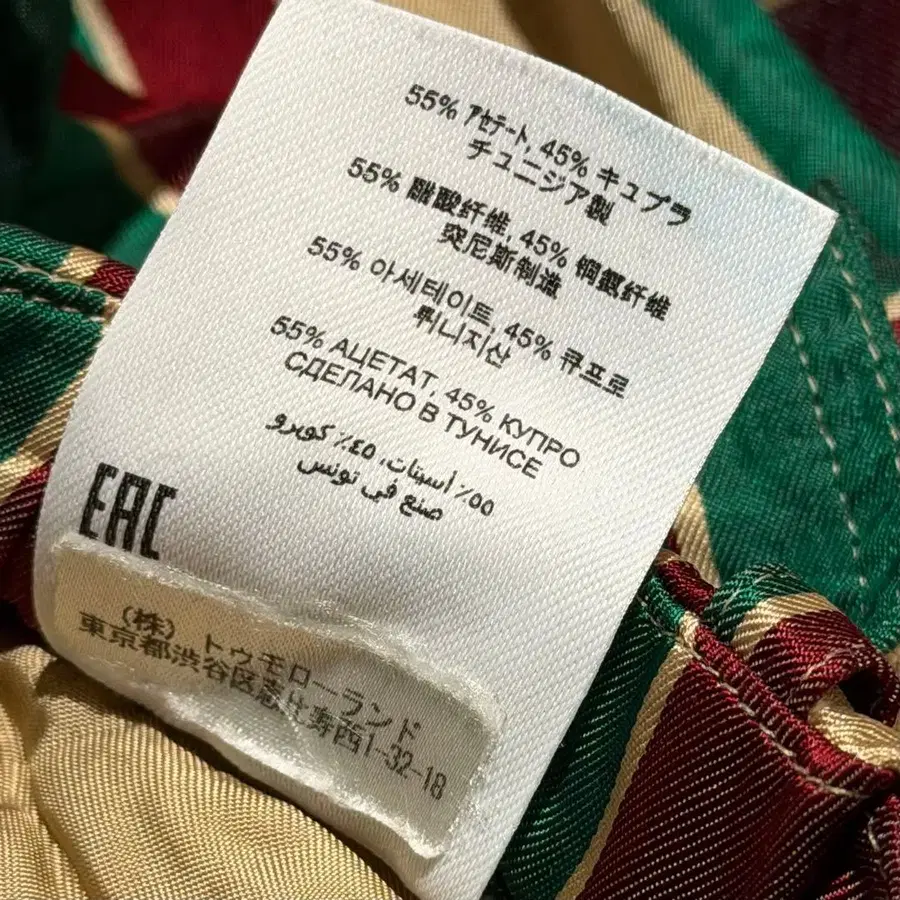 55% アセテート, 45% キュプラ
チュニジア製
55% 醋酸纤维, 45% 铜氨纤维
突尼斯制造
55% 아세테이트, 45% 큐프로
튀니지산
55% АЦЕТАТ, 45% КУПРО
СДЕЛАНО В ТУНИСЕ
٥٥٪ أسيتات، ٤٥٪ كوبرو
صنع في تونس
EAC
(株) トゥモローランド
東京都渋谷区恵比寿西1-32-18